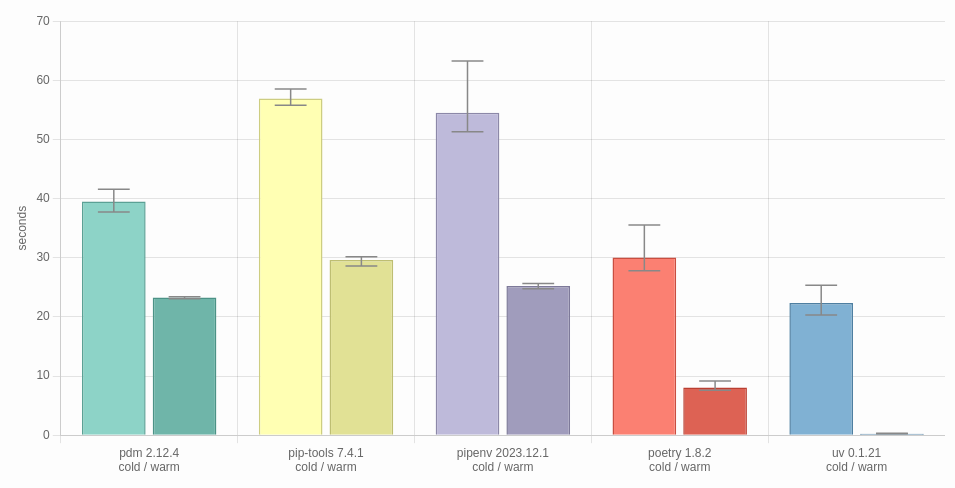 70
60
50
40
30
20
10
0
seconds
pdm 2.12.4
cold / warm
pip-tools 7.4.1
cold / warm
pipenv 2023.12.1
cold / warm
poetry 1.8.2
cold / warm
uv 0.1.21
cold / warm